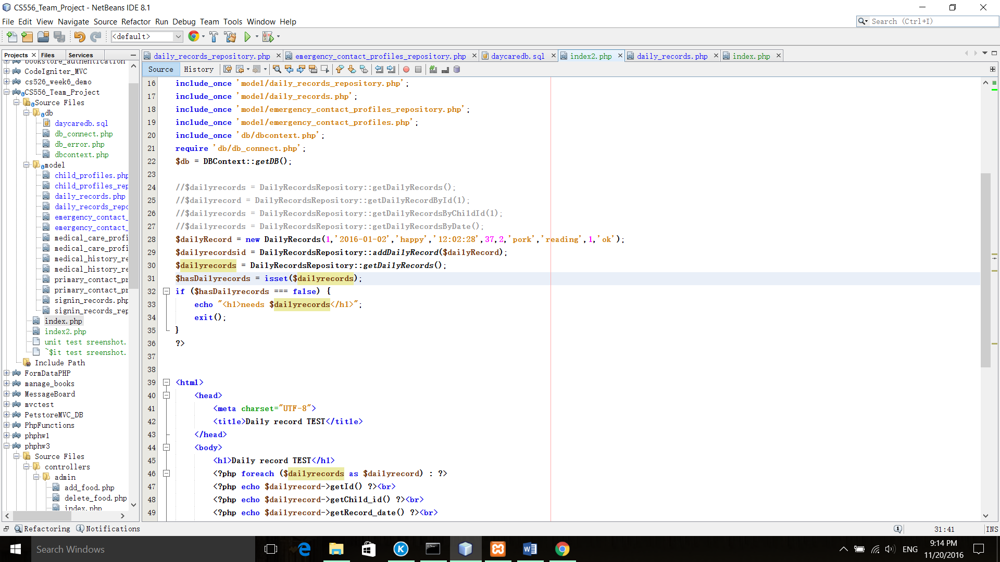 CS556_Team_Project - NetBeans IDE 8.1
File Edit View Navigate Source Refactor Run Debug Team Tools Window Help
Search (Ctrl+I)
<default>
Projects Files Services
daily_records_repository.php emergency_contact_profiles_repository.php daycaredb.sql index2.php daily_records.php index.php
Source History
bookstore_authentication
CodeIgniter_MVC
cs526_week6_demo
CS556_Team_Project
Source Files
db
daycaredb.sql
db_connect.php
db_error.php
dbcontext.php
model
child_profiles.php
child_profiles_rep
daily_records.php
daily_records_repo
emergency_contact_
emergency_contact_
medical_care_profi
medical_care_profi
medical_history_re
medical_history_re
primary_contact_pr
primary_contact_pr
signin_records.php
signin_records_rep
index.php
index2.php
unit test sreenshot.
~$it test sreenshot.
Include Path
FormDataPHP
manage_books
MessageBoard
mvctest
PetstoreMVC_DB
PhpFunctions
phphw1
phphw3
Source Files
controllers
admin
add_food.php
delete_food.php
index.php
16 include_once 'model/daily_records_repository.php';
17 include_once 'model/daily_records.php';
18 include_once 'model/emergency_contact_profiles_repository.php';
19 include_once 'model/emergency_contact_profiles.php';
20 include_once 'db/dbcontext.php';
21 require 'db/db_connect.php';
22 $db = DBContext::getDB();
23
24 //$dailyrecords = DailyRecordsRepository::getDailyRecords();
25 //$dailyrecord = DailyRecordsRepository::getDailyRecordById(1);
26 //$dailyrecords = DailyRecordsRepository::getDailyRecordsByChildId(1);
27 //$dailyrecords = DailyRecordsRepository::getDailyRecordsByDate();
28 $dailyRecord = new DailyRecords(1,'2016-01-02','happy','12:02:28',37,2,'pork','reading',1,'ok');
29 $dailyrecordsid = DailyRecordsRepository::addDailyRecord($dailyRecord);
30 $dailyrecords = DailyRecordsRepository::getDailyRecords();
31 $hasDailyrecords = isset($dailyrecords);
32 if ($hasDailyrecords === false) {
33 echo "<h1>needs $dailyrecords</h1>";
34 exit();
35 }
36 ?>
37
38
39 <html>
40 <head>
41 <meta charset="UTF-8">
42 <title>Daily record TEST</title>
43 </head>
44 <body>
45 <h1>Daily record TEST</h1>
46 <?php foreach ($dailyrecords as $dailyrecord) : ?>
47 <?php echo $dailyrecord->getId() ?><br>
48 <?php echo $dailyrecord->getChild_id() ?><br>
49 <?php echo $dailyrecord->getRecord_date() ?><br>
Refactoring Notifications
31:41 INS
Search Windows
ENG
9:14 PM
11/20/2016